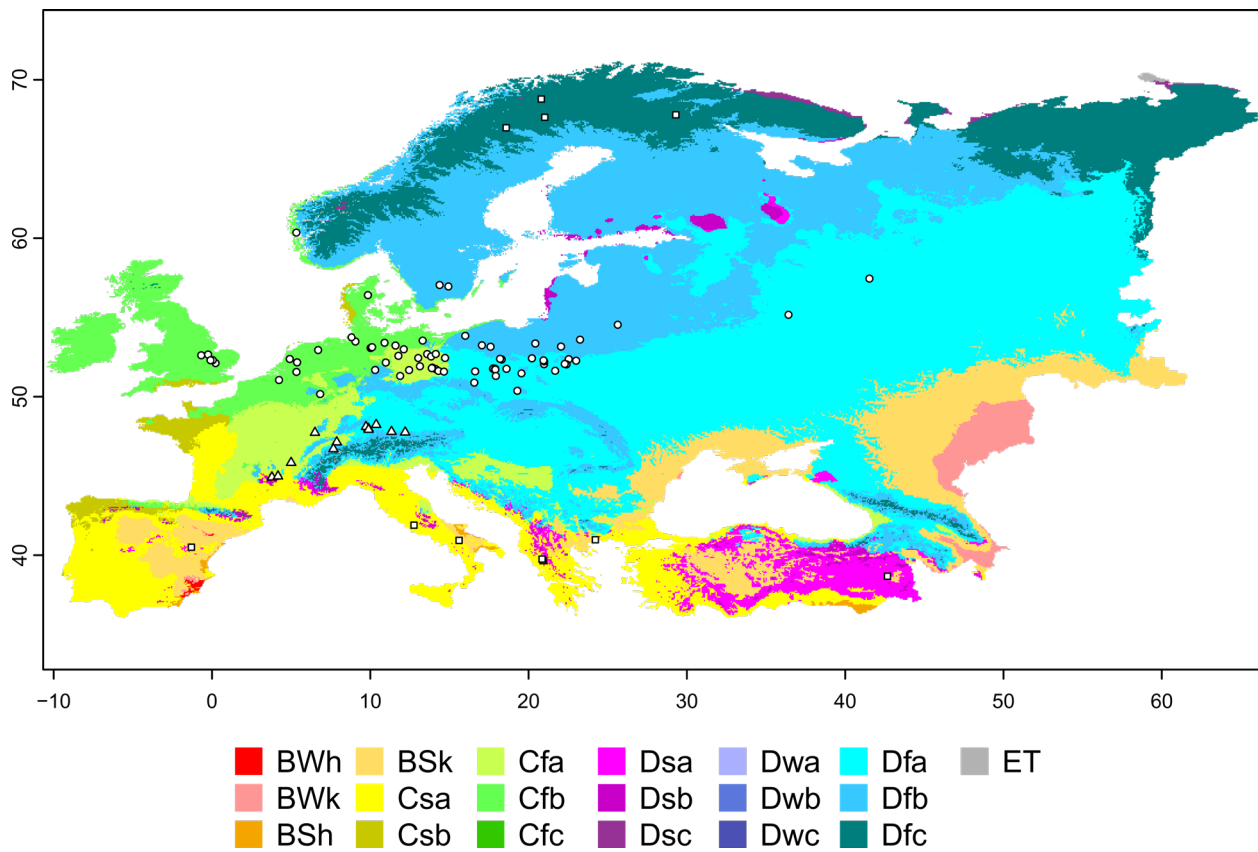 70
60
50
40
−10 0 10 20 30 40 50 60
BWh BSk Cfa Dsa Dwa Dfa ET
BWk Csa Cfb Dsb Dwb Dfb
BSh Csb Cfc Dsc Dwc Dfc